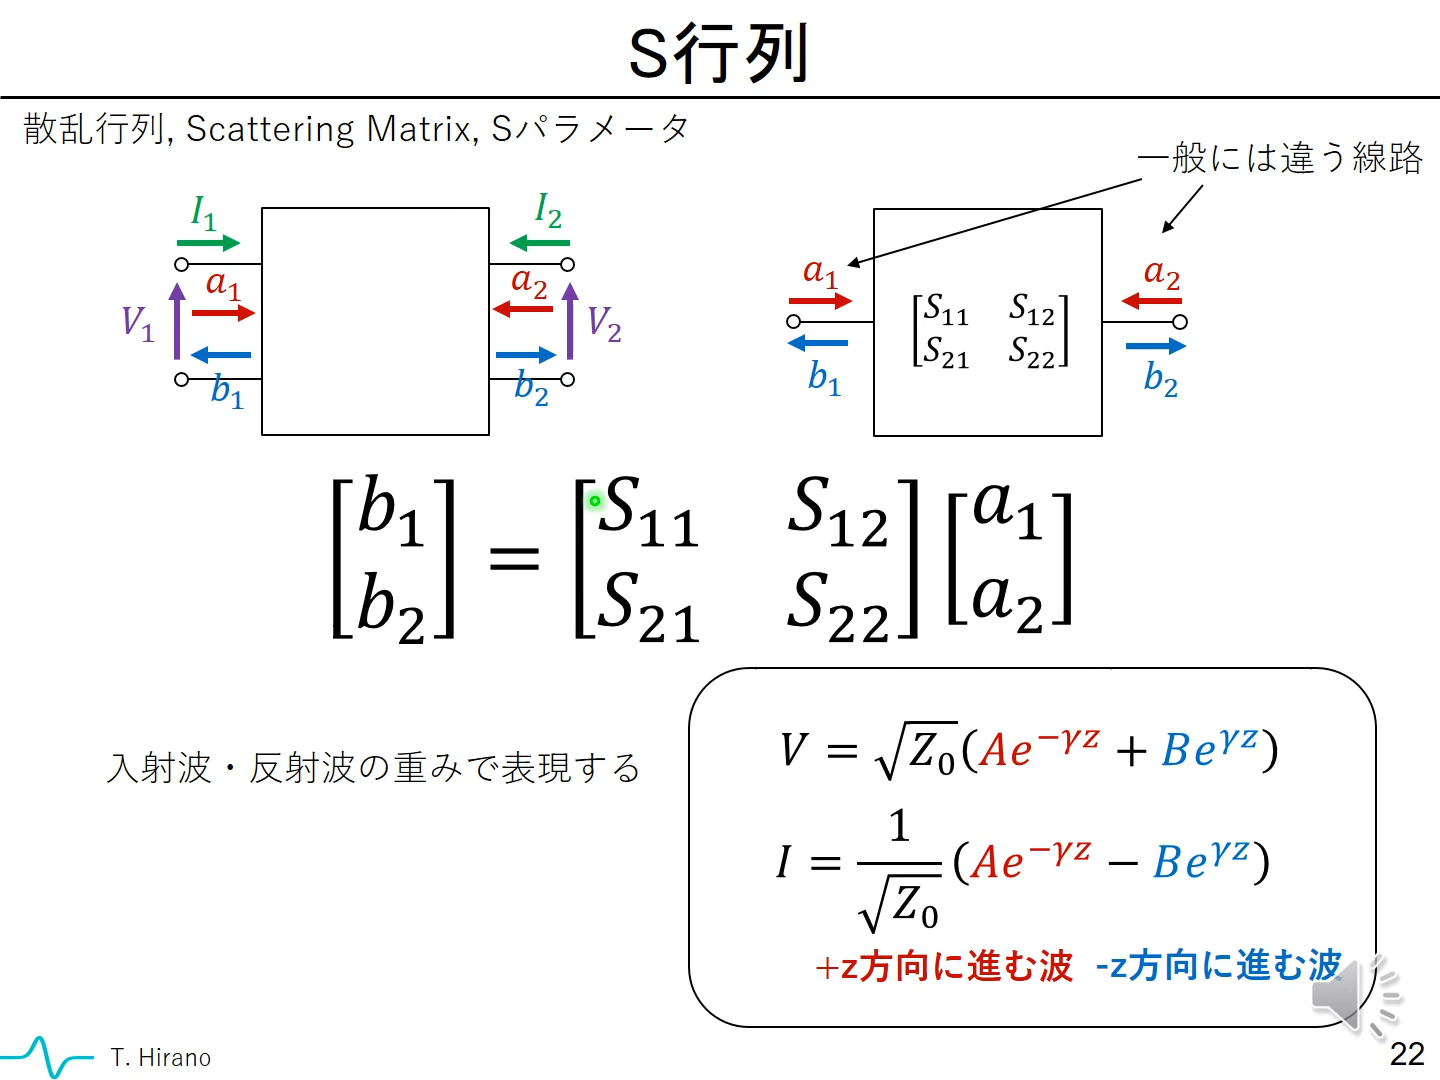 S行列
散乱行列, Scattering Matrix, Sパラメータ
一般には違う線路
I₁
I₂
a₁
a₂
V₁
V₂
b₁
b₂
a₁
a₂
[S₁₁ S₁₂
S₂₁ S₂₂]
b₁
b₂
[b₁ b₂] = [S₁₁ S₁₂ S₂₁ S₂₂] [a₁ a₂]
入射波・反射波の重みで表現する
V = √Z₀(Ae^{−γz} + Be^{γz})
I = 1/√Z₀ (Ae^{−γz} − Be^{γz})
+z方向に進む波 -z方向に進む波
T. Hirano
22